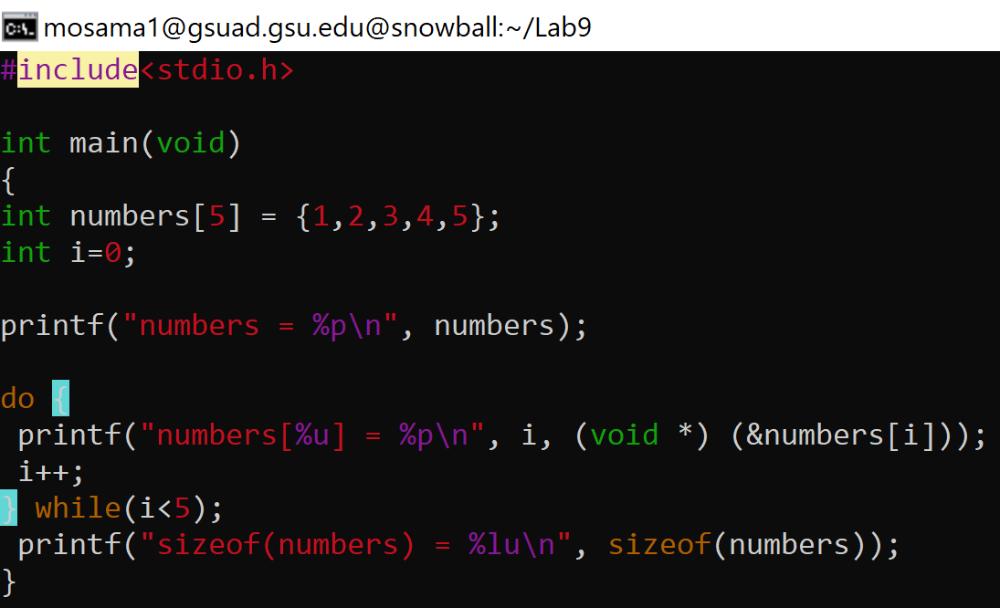 mosama1@gsuad.gsu.edu@snowball:~/Lab9
#include<stdio.h>
int main(void)
{
int numbers[5] = {1,2,3,4,5};
int i=0;
printf("numbers = %p\n", numbers);
do {
 printf("numbers[%u] = %p\n", i, (void *) (&numbers[i]));
 i++;
} while(i<5);
 printf("sizeof(numbers) = %lu\n", sizeof(numbers));
}